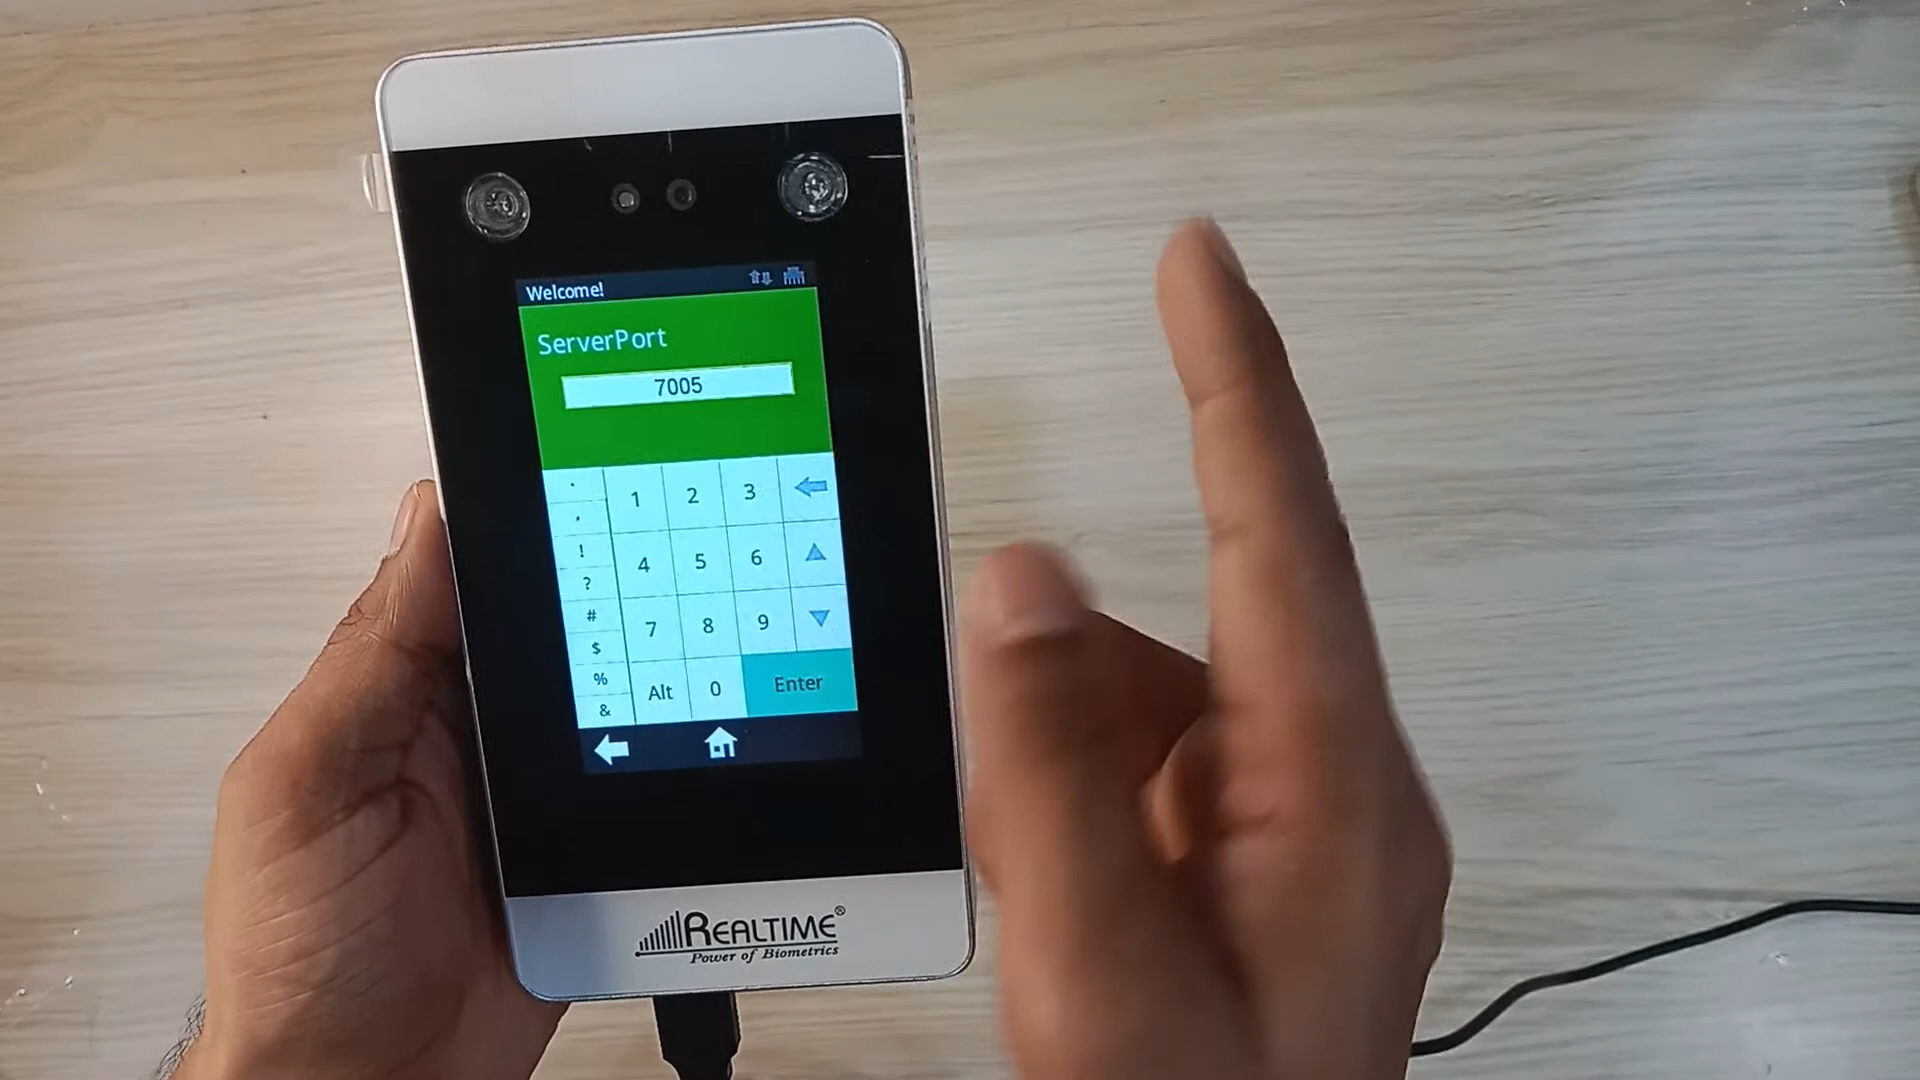 Welcome!
ServerPort
7005
.
1 2 3
,
!
4 5 6
?
#
7 8 9
$
%
Alt 0 Enter
&
REALTIME®
Power of Biometrics